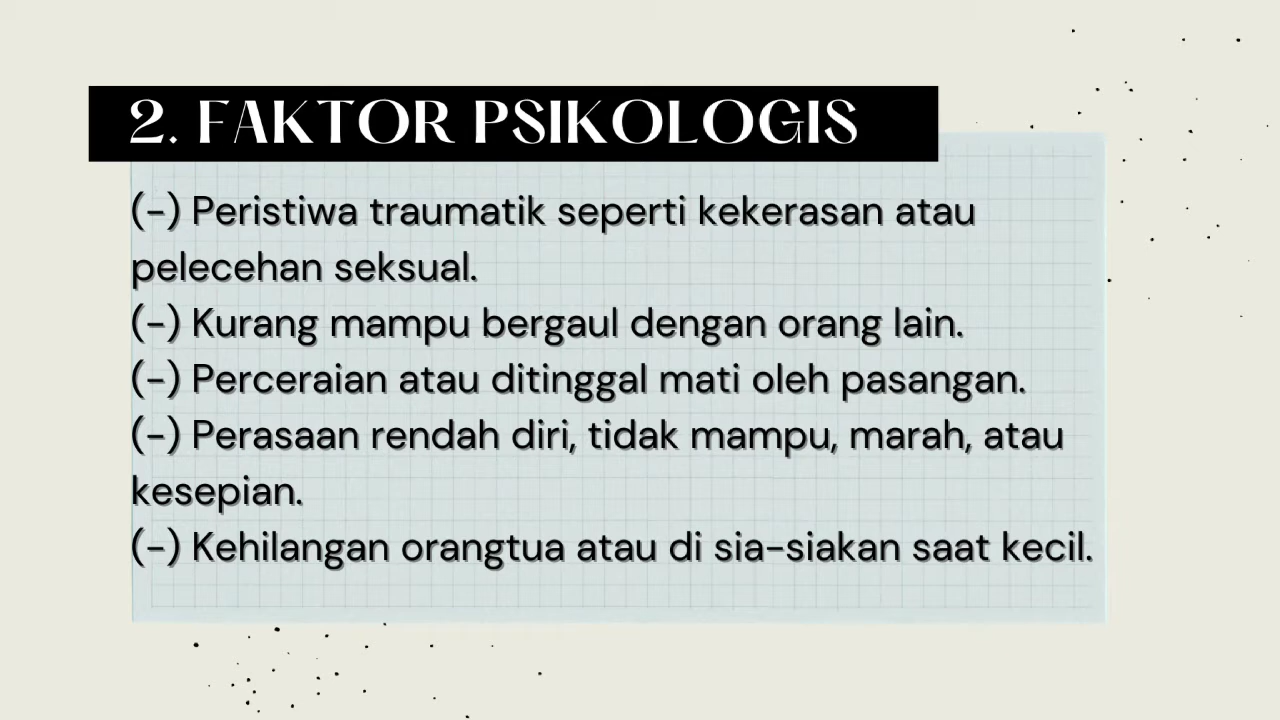 2. FAKTOR PSIKOLOGIS
(-) Peristiwa traumatik seperti kekerasan atau
pelecehan seksual.
(-) Kurang mampu bergaul dengan orang lain.
(-) Perceraian atau ditinggal mati oleh pasangan.
(-) Perasaan rendah diri, tidak mampu, marah, atau
kesepian.
(-) Kehilangan orangtua atau di sia-siakan saat kecil.